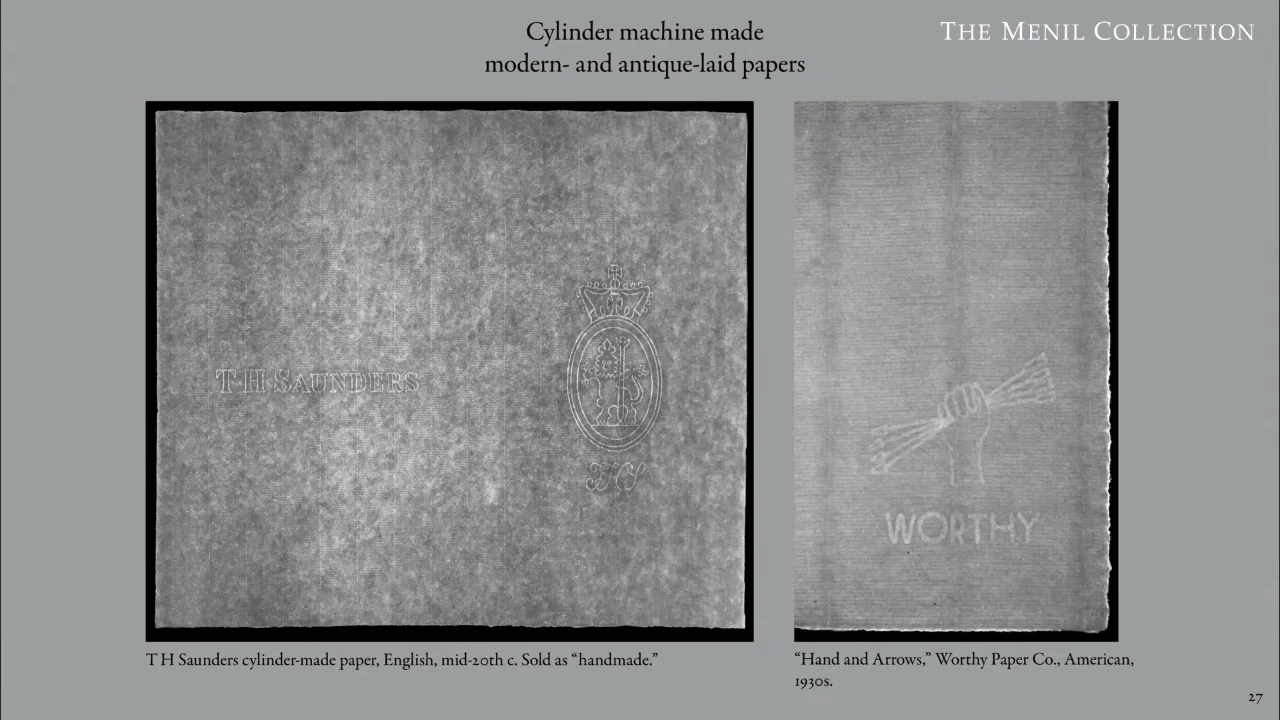 Cylinder machine made
modern- and antique-laid papers
THE MENIL COLLECTION
T H SAUNDERS
WORTHY
T H Saunders cylinder-made paper, English, mid-20th c. Sold as “handmade.”
“Hand and Arrows,” Worthy Paper Co., American,
1930s.
27